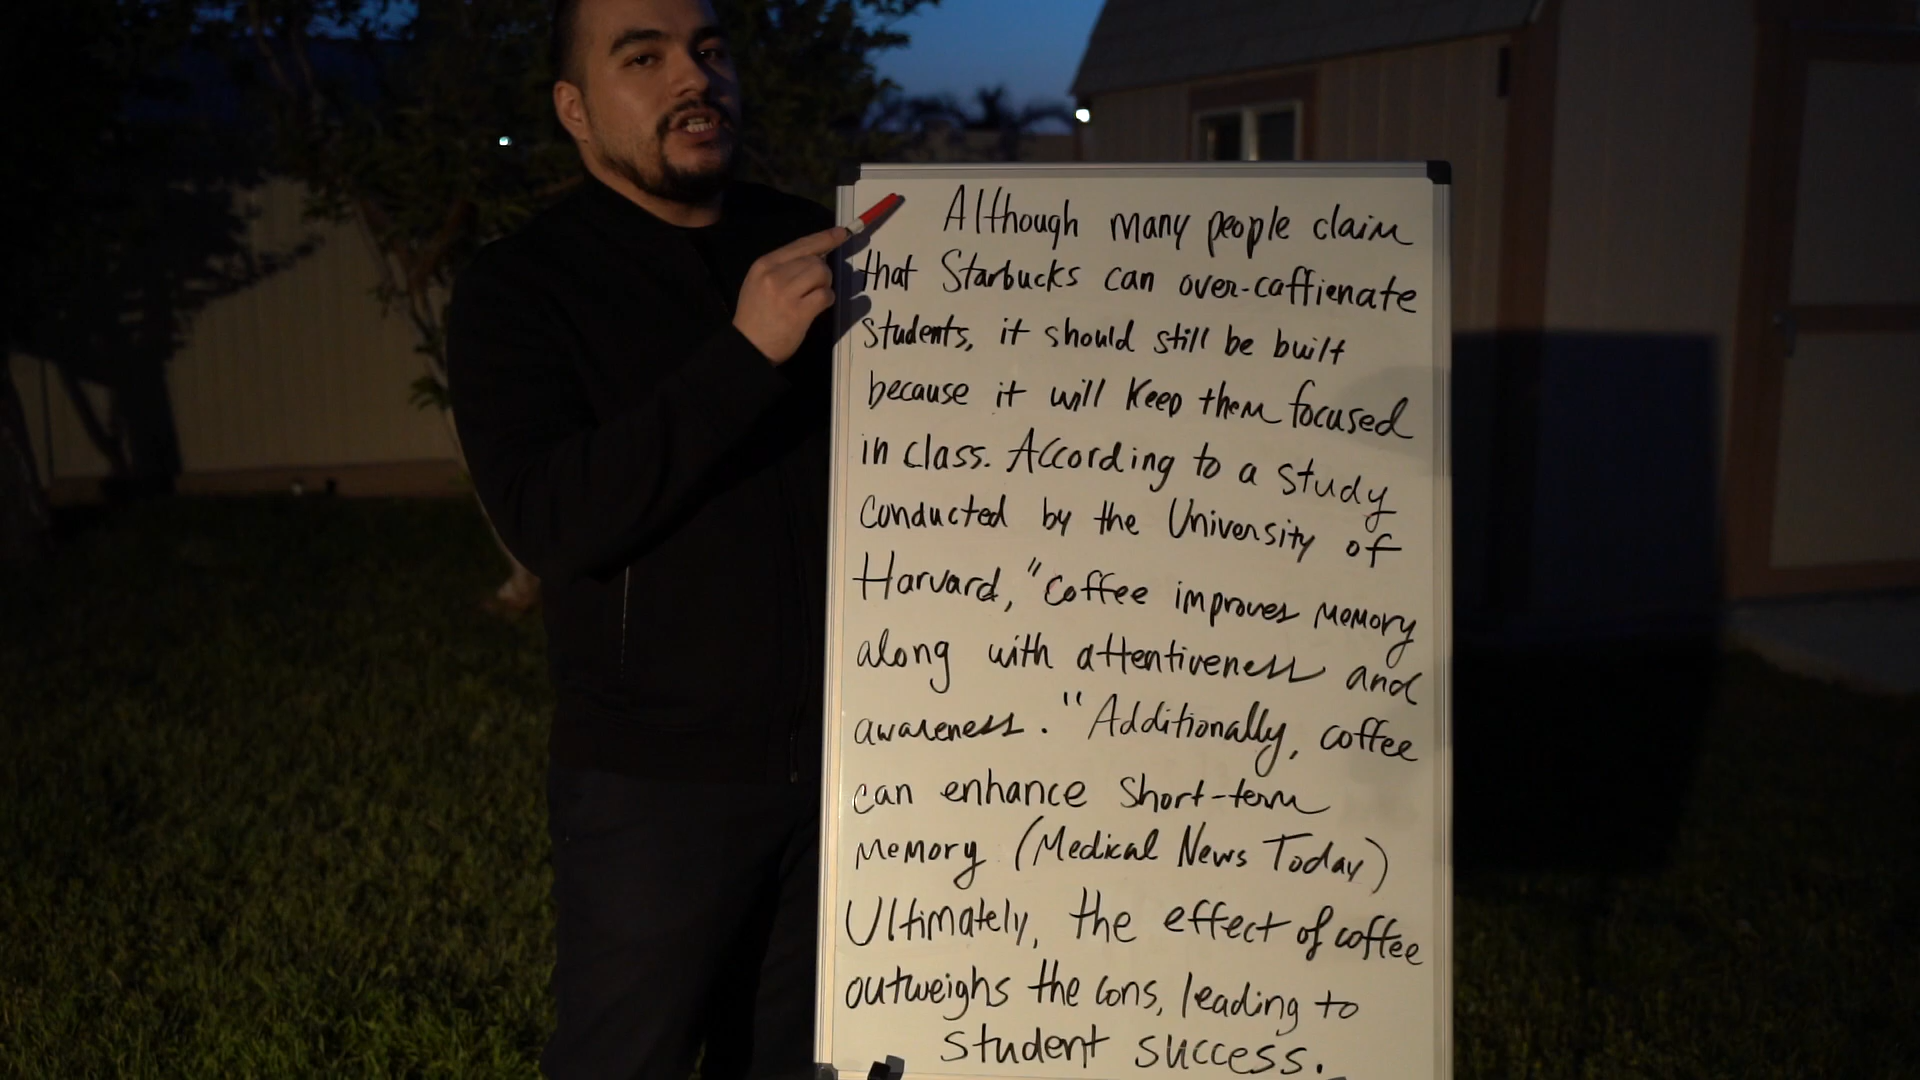 Although many people claim
that Starbucks can over-caffienate
students, it should still be built
because it will keep them focused
in class. According to a study
conducted by the University of
Harvard, "Coffee improves memory
along with attentiveness and
awareness." Additionally, coffee
can enhance short-term
memory (Medical News Today)
Ultimately, the effect of coffee
outweighs the cons, leading to
student success.